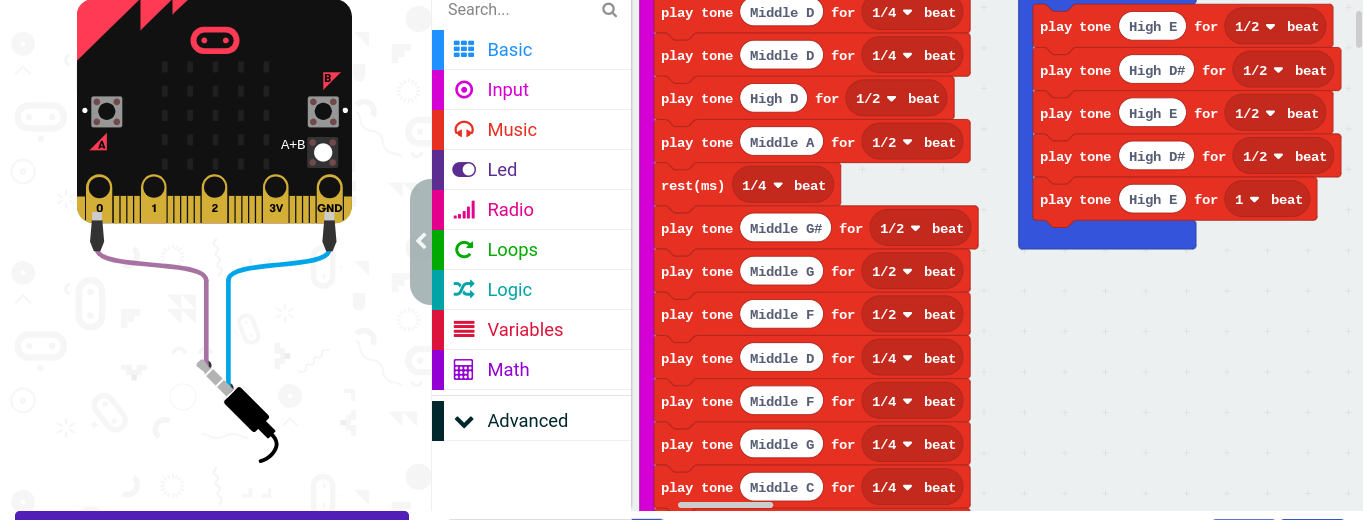 B
A
A+B
0 1 2 3V GND
Search...
Basic
Input
Music
Led
Radio
Loops
Logic
Variables
Math
Advanced
play tone Middle D for 1/4 beat
play tone Middle D for 1/4 beat
play tone High D for 1/2 beat
play tone Middle A for 1/2 beat
rest(ms) 1/4 beat
play tone Middle G# for 1/2 beat
play tone Middle G for 1/2 beat
play tone Middle F for 1/2 beat
play tone Middle D for 1/4 beat
play tone Middle F for 1/4 beat
play tone Middle G for 1/4 beat
play tone Middle C for 1/4 beat
play tone High E for 1/2 beat
play tone High D# for 1/2 beat
play tone High E for 1/2 beat
play tone High D# for 1/2 beat
play tone High E for 1 beat